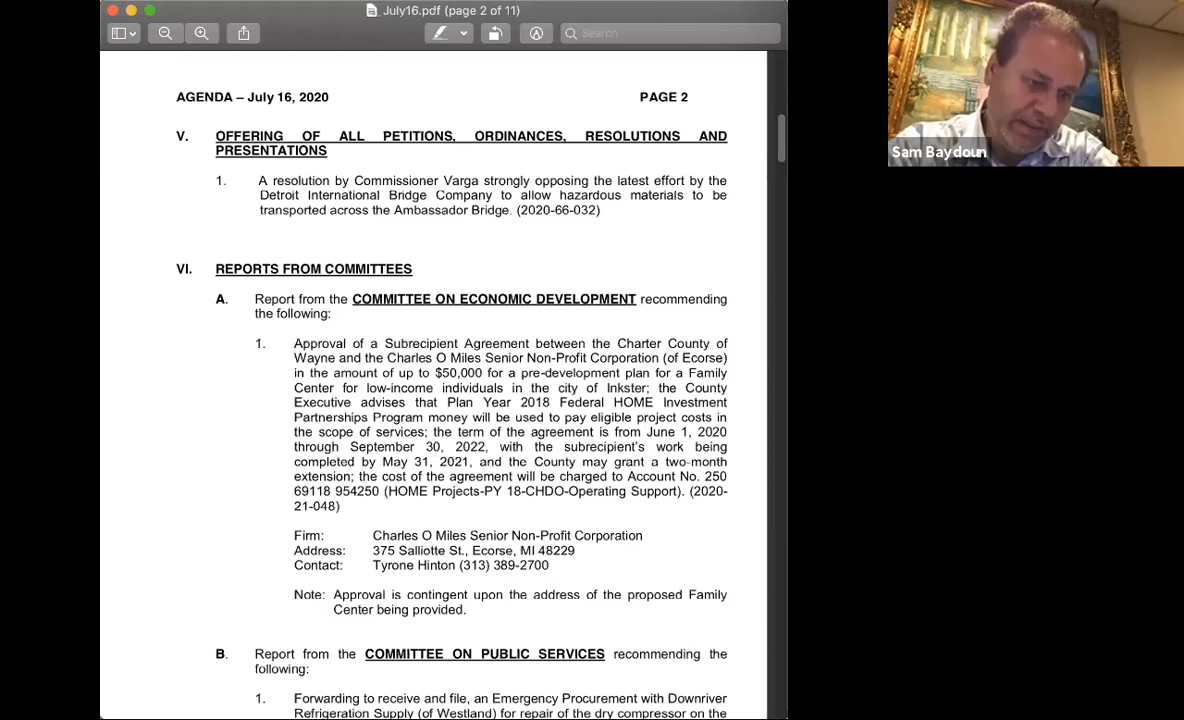 July16.pdf (page 2 of 11)
Search
AGENDA – July 16, 2020 PAGE 2
V. OFFERING OF ALL PETITIONS, ORDINANCES, RESOLUTIONS AND
PRESENTATIONS
1. A resolution by Commissioner Varga strongly opposing the latest effort by the
Detroit International Bridge Company to allow hazardous materials to be
transported across the Ambassador Bridge. (2020-66-032)
VI. REPORTS FROM COMMITTEES
A. Report from the COMMITTEE ON ECONOMIC DEVELOPMENT recommending
the following:
1. Approval of a Subrecipient Agreement between the Charter County of
Wayne and the Charles O Miles Senior Non-Profit Corporation (of Ecorse)
in the amount of up to $50,000 for a pre-development plan for a Family
Center for low-income individuals in the city of Inkster; the County
Executive advises that Plan Year 2018 Federal HOME Investment
Partnerships Program money will be used to pay eligible project costs in
the scope of services; the term of the agreement is from June 1, 2020
through September 30, 2022, with the subrecipient's work being
completed by May 31, 2021, and the County may grant a two-month
extension; the cost of the agreement will be charged to Account No. 250
69118 954250 (HOME Projects-PY 18-CHDO-Operating Support). (2020-
21-048)
Firm: Charles O Miles Senior Non-Profit Corporation
Address: 375 Salliotte St., Ecorse, MI 48229
Contact: Tyrone Hinton (313) 389-2700
Note: Approval is contingent upon the address of the proposed Family
Center being provided.
B. Report from the COMMITTEE ON PUBLIC SERVICES recommending the
following:
1. Forwarding to receive and file, an Emergency Procurement with Downriver
Refrigeration Supply (of Westland) for repair of the dry compressor on the
Sam Baydoun